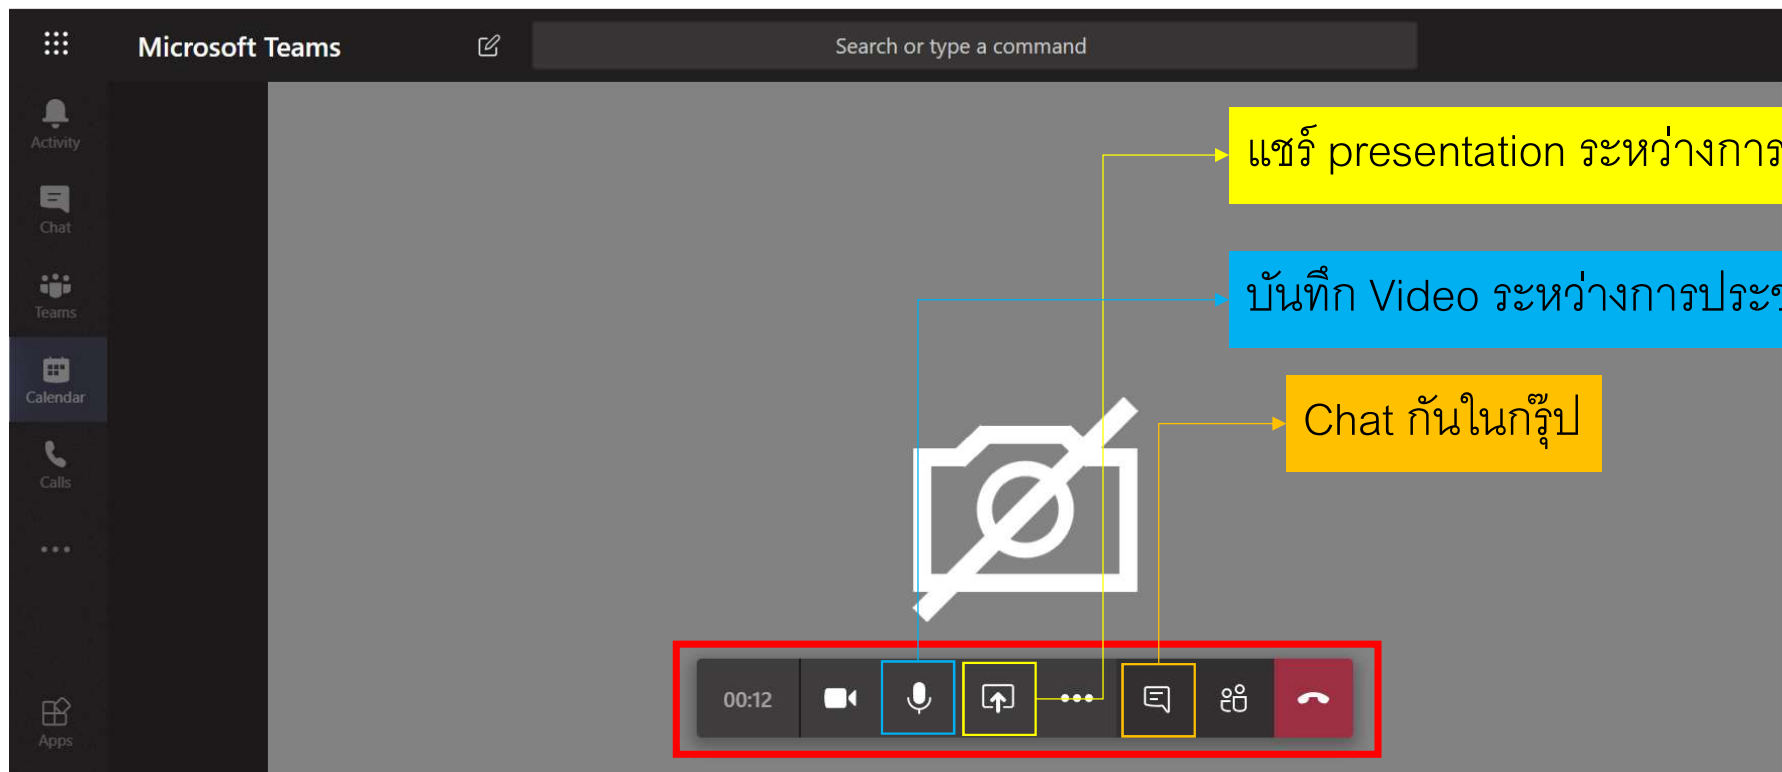 Microsoft Teams
Search or type a command
Activity
Chat
Teams
Calendar
Calls
Apps
แชร์ presentation ระหว่างการ
บันทึก Video ระหว่างการประช
Chat กันในกรุ๊ป
00:12